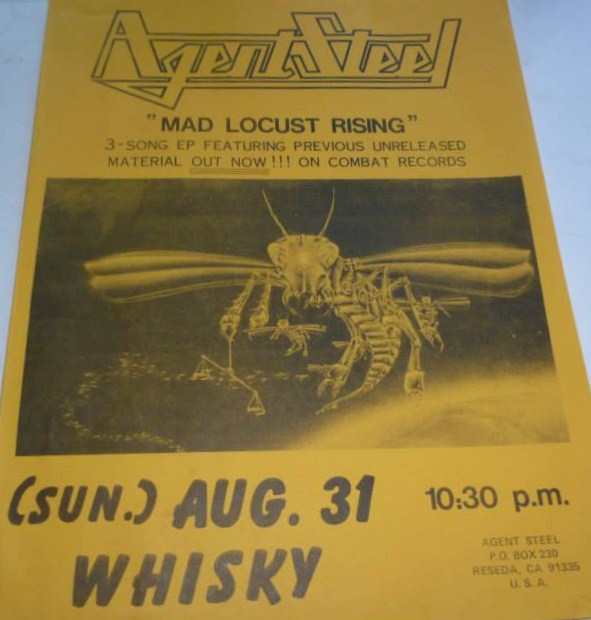 Agent Steel
"MAD LOCUST RISING"
3-SONG EP FEATURING PREVIOUS UNRELEASED
MATERIAL OUT NOW!!! ON COMBAT RECORDS
(SUN.) AUG. 31
10:30 p.m.
WHISKY
AGENT STEEL
P.O. BOX 230
RESEDA, CA 91335
U.S.A.